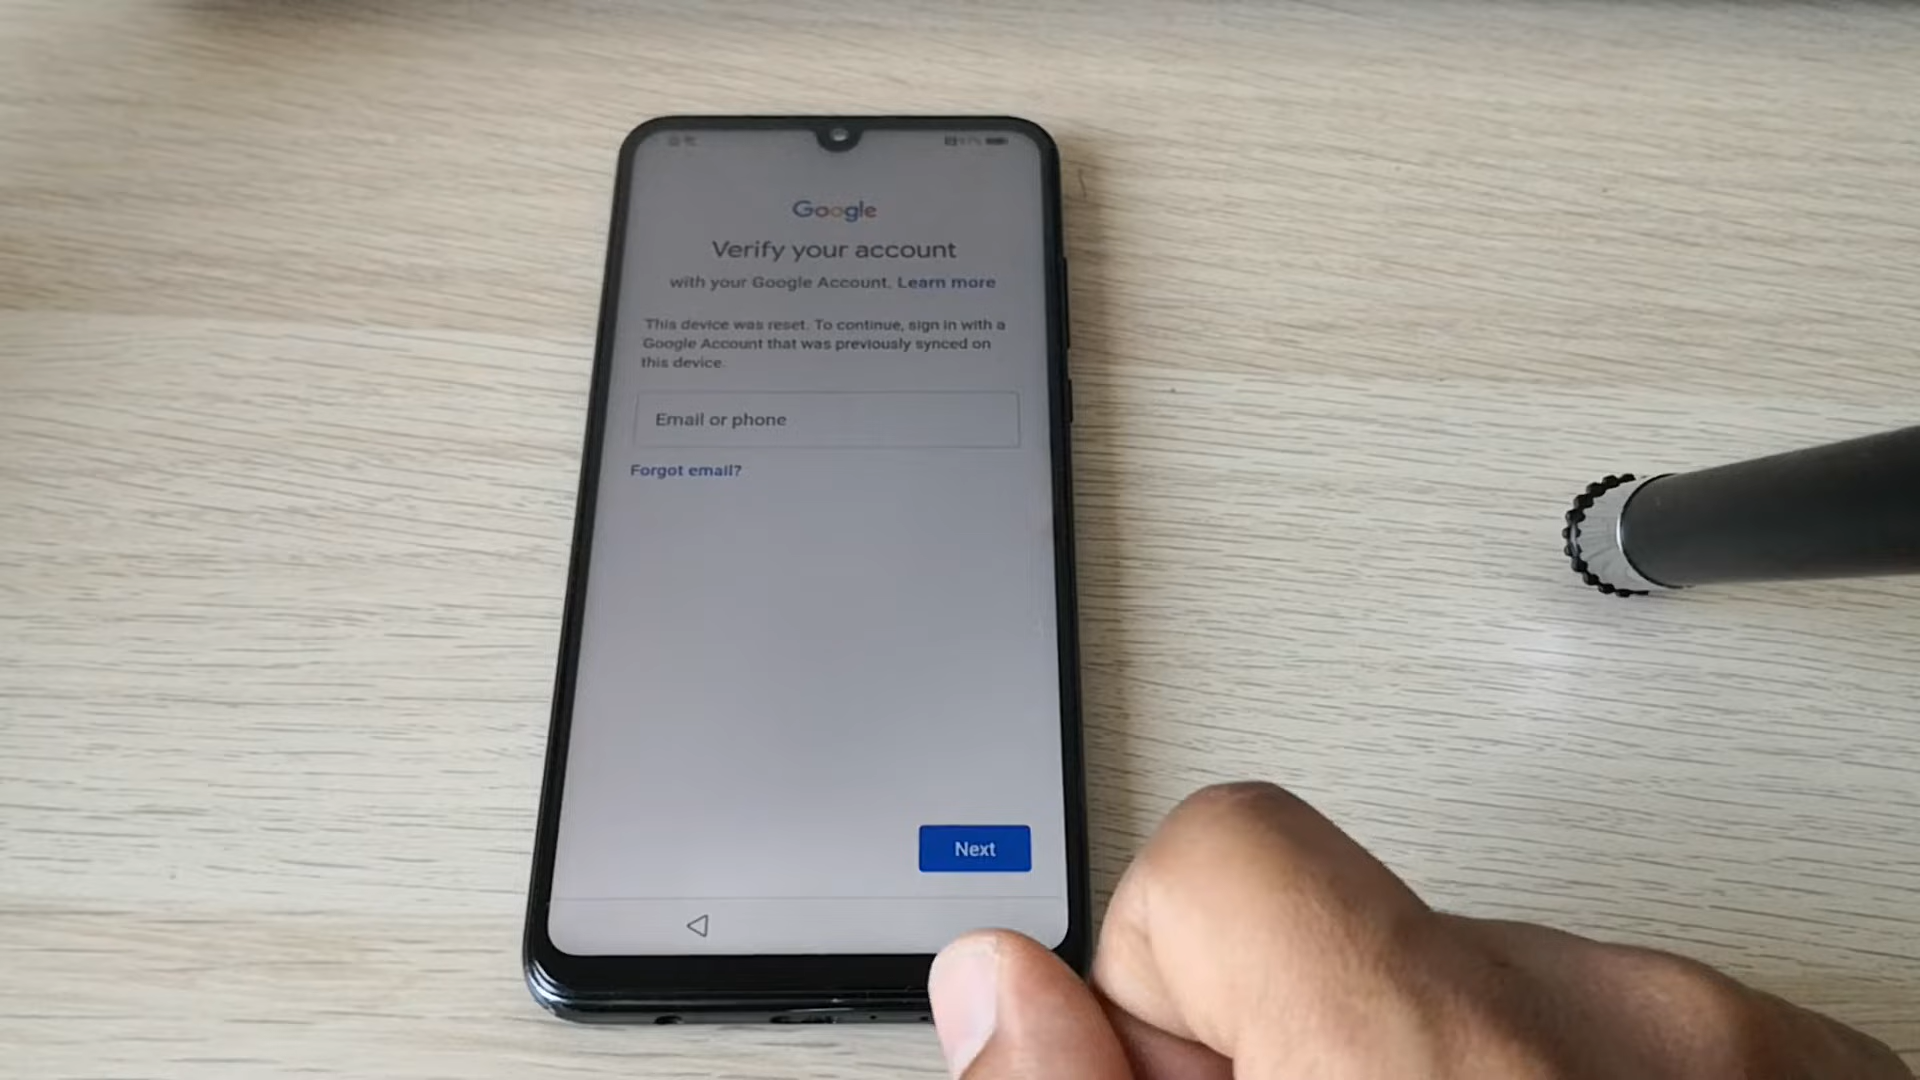 Google
Verify your account
with your Google Account. Learn more
This device was reset. To continue, sign in with a
Google Account that was previously synced on
this device.
Email or phone
Forgot email?
Next